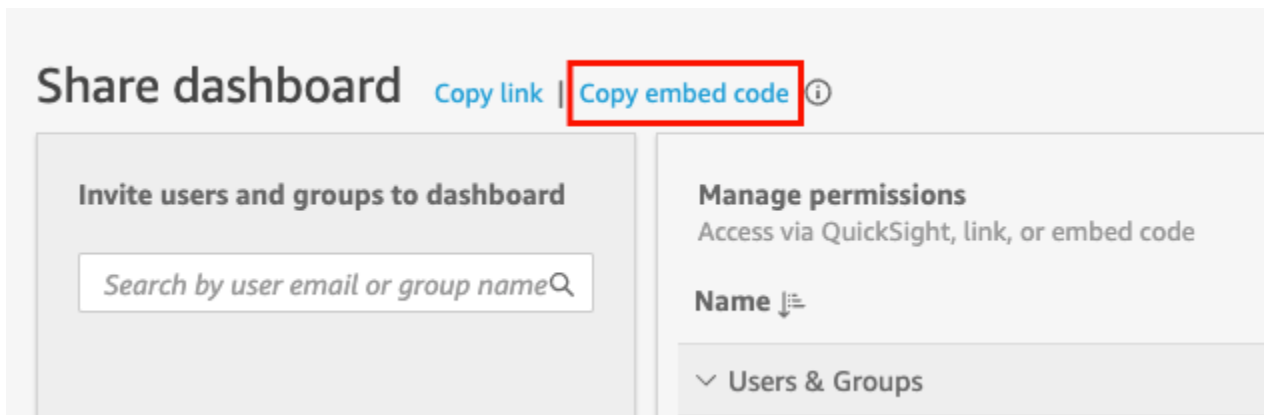 Share dashboard Copy link | Copy embed code
Invite users and groups to dashboard
Search by user email or group name
Manage permissions
Access via QuickSight, link, or embed code
Name
Users & Groups